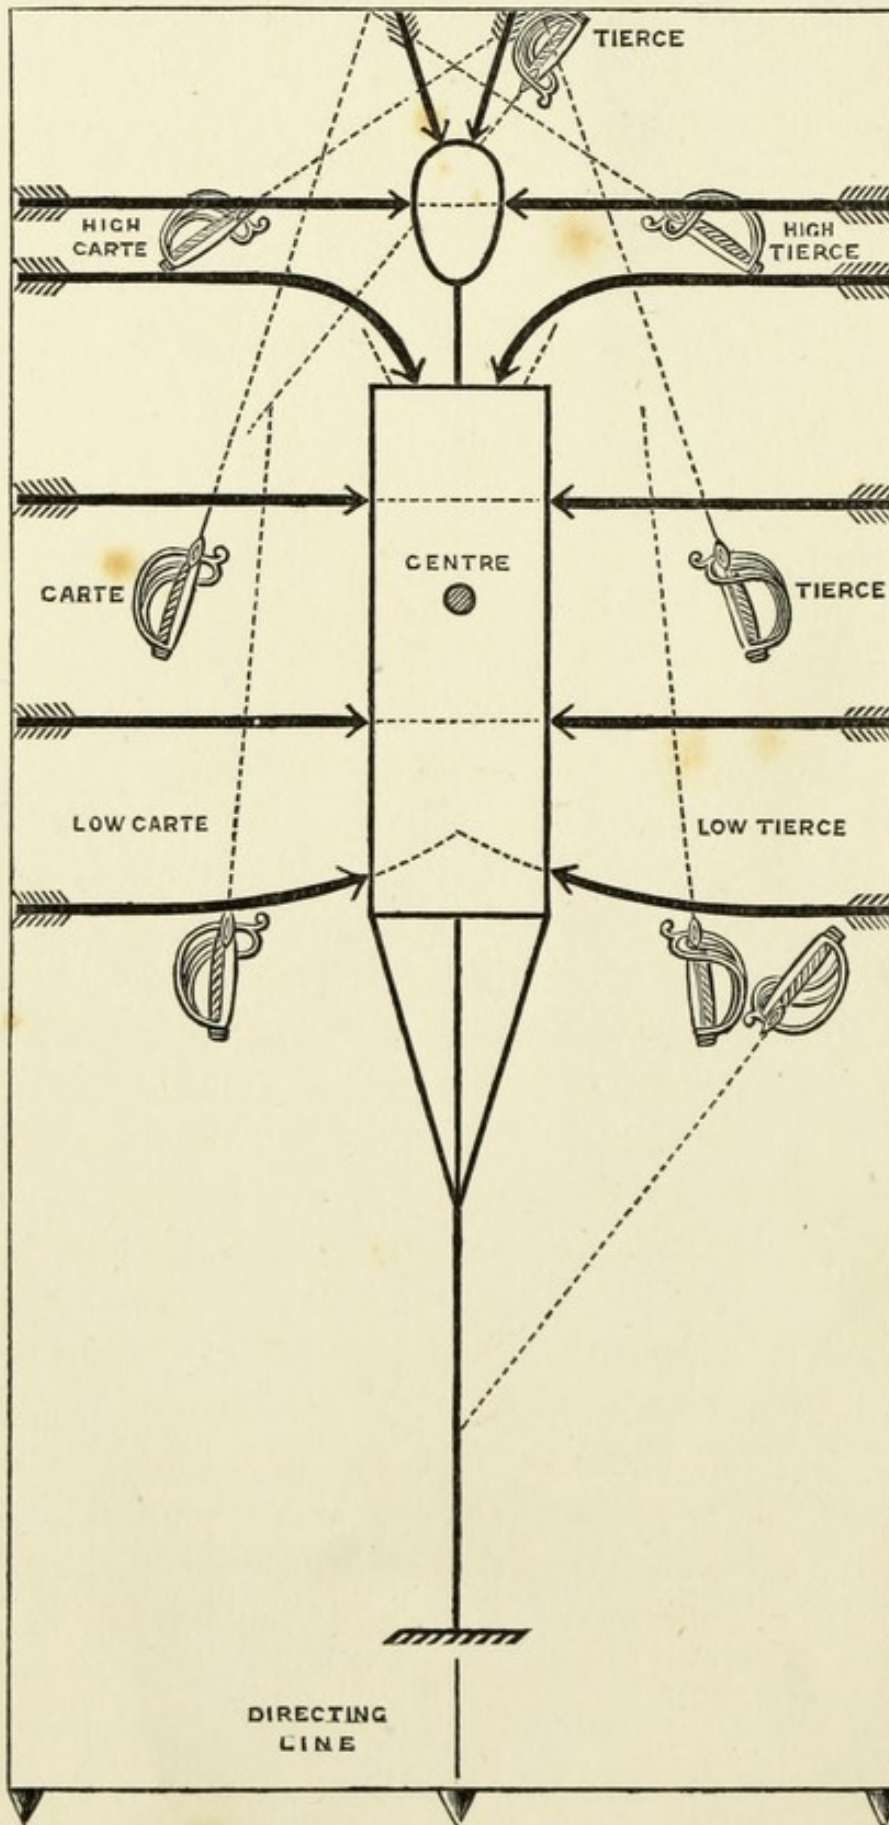 TIERCE
HIGH
CARTE
HIGH
TIERCE
CENTRE
CARTE
TIERCE
LOW CARTE
LOW TIERCE
DIRECTING
LINE